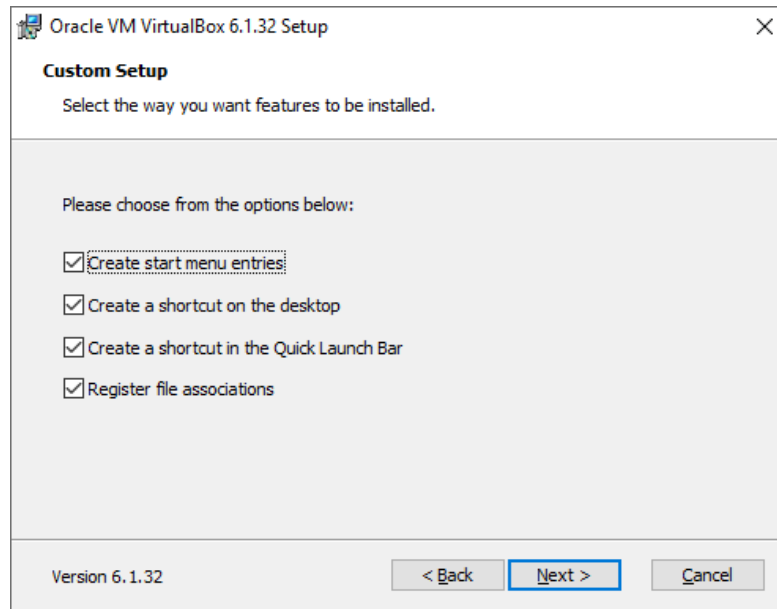 Oracle VM VirtualBox 6.1.32 Setup
Custom Setup
Select the way you want features to be installed.
Please choose from the options below:
Create start menu entries
Create a shortcut on the desktop
Create a shortcut in the Quick Launch Bar
Register file associations
Version 6.1.32
< Back
Next >
Cancel